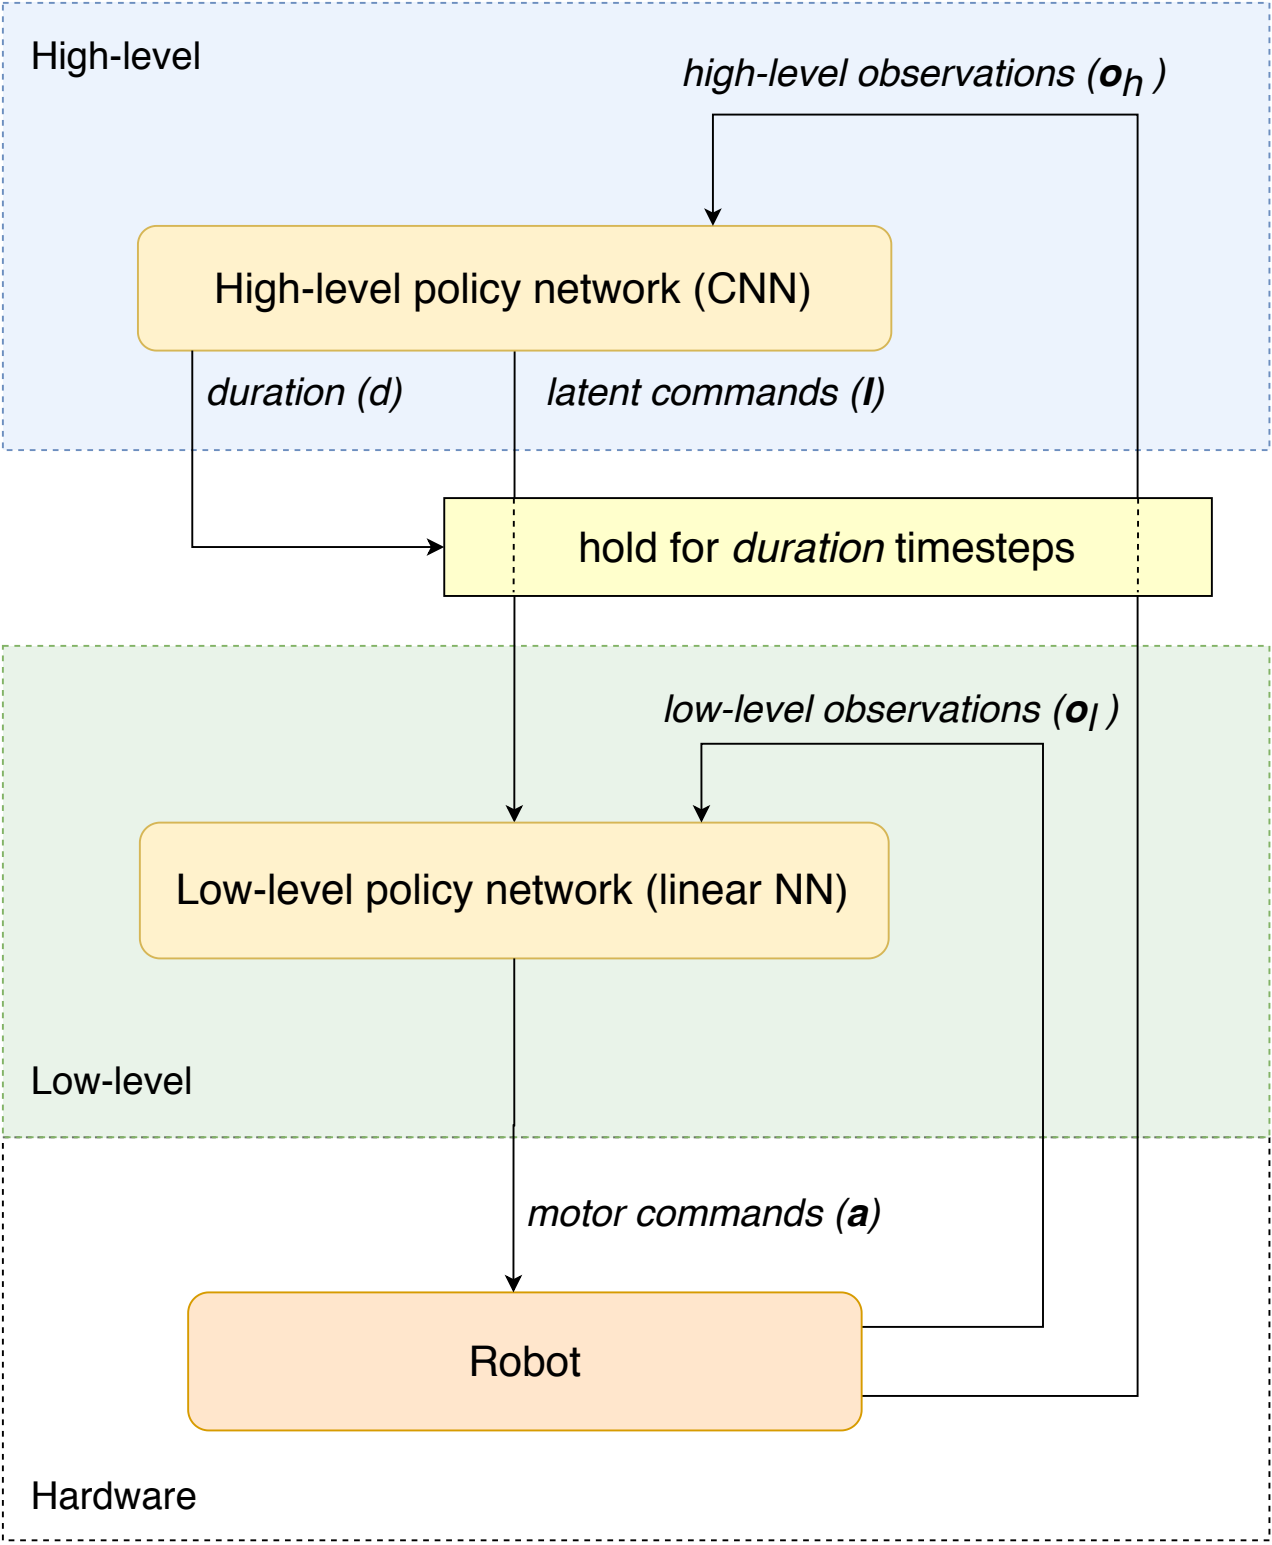 High-level
high-level observations (oh )
High-level policy network (CNN)
duration (d)
latent commands (l)
hold for duration timesteps
low-level observations (ol )
Low-level policy network (linear NN)
Low-level
motor commands (a)
Robot
Hardware